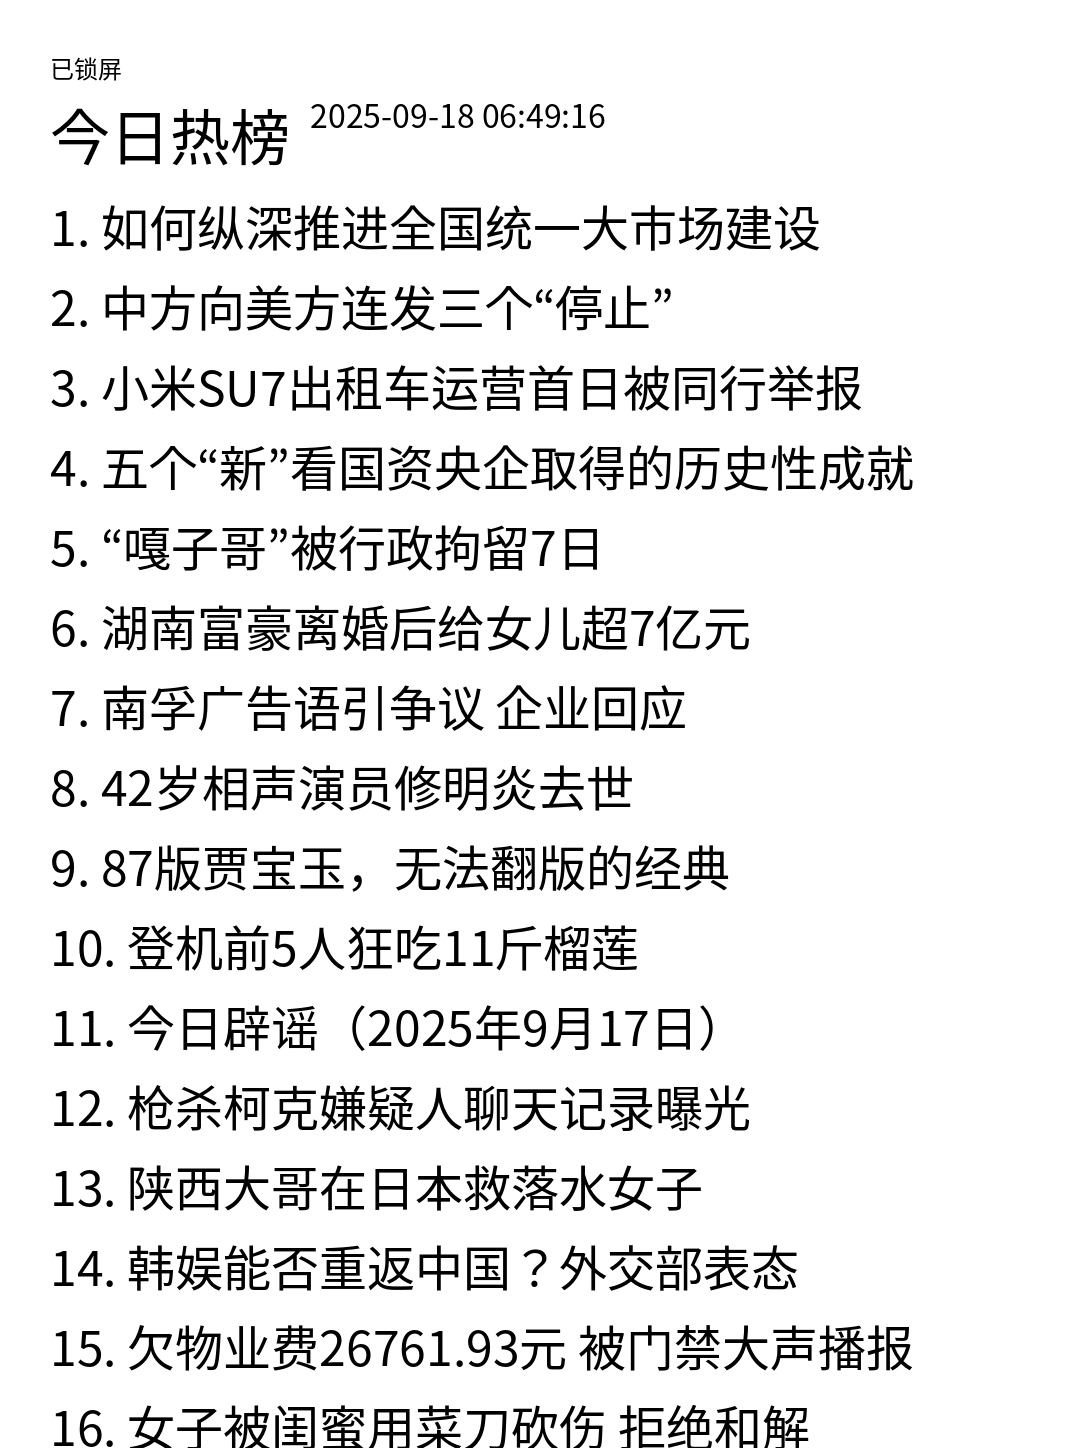 已锁屏
今日热榜 2025-09-18 06:49:16
1. 如何纵深推进全国统一大市场建设
2. 中方向美方连发三个“停止”
3. 小米SU7出租车运营首日被同行举报
4. 五个“新”看国资央企取得的历史性成就
5. “嘎子哥”被行政拘留7日
6. 湖南富豪离婚后给女儿超7亿元
7. 南孚广告语引争议 企业回应
8. 42岁相声演员修明炎去世
9. 87版贾宝玉，无法翻版的经典
10. 登机前5人狂吃11斤榴莲
11. 今日辟谣（2025年9月17日）
12. 枪杀柯克嫌疑人聊天记录曝光
13. 陕西大哥在日本救落水女子
14. 韩娱能否重返中国？外交部表态
15. 欠物业费26761.93元 被门禁大声播报
16. 女子被闺蜜用菜刀砍伤 拒绝和解